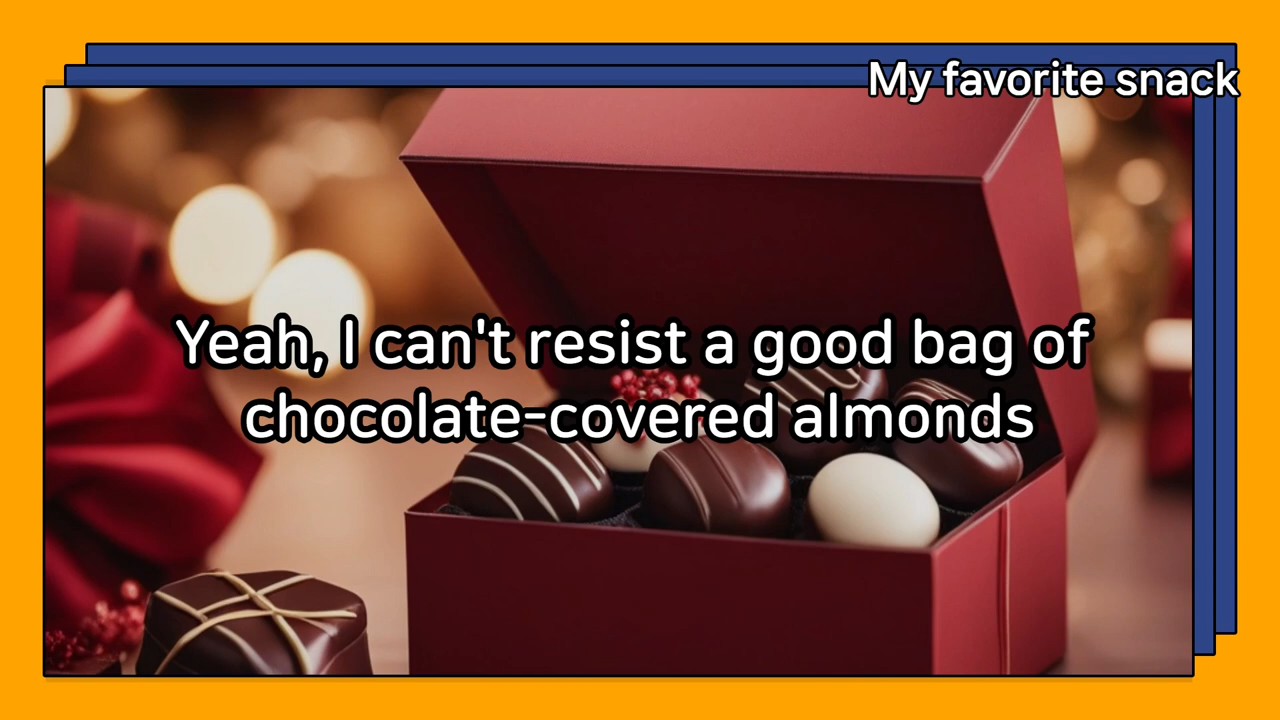 My favorite snack
Yeah, I can't resist a good bag of
chocolate-covered almonds